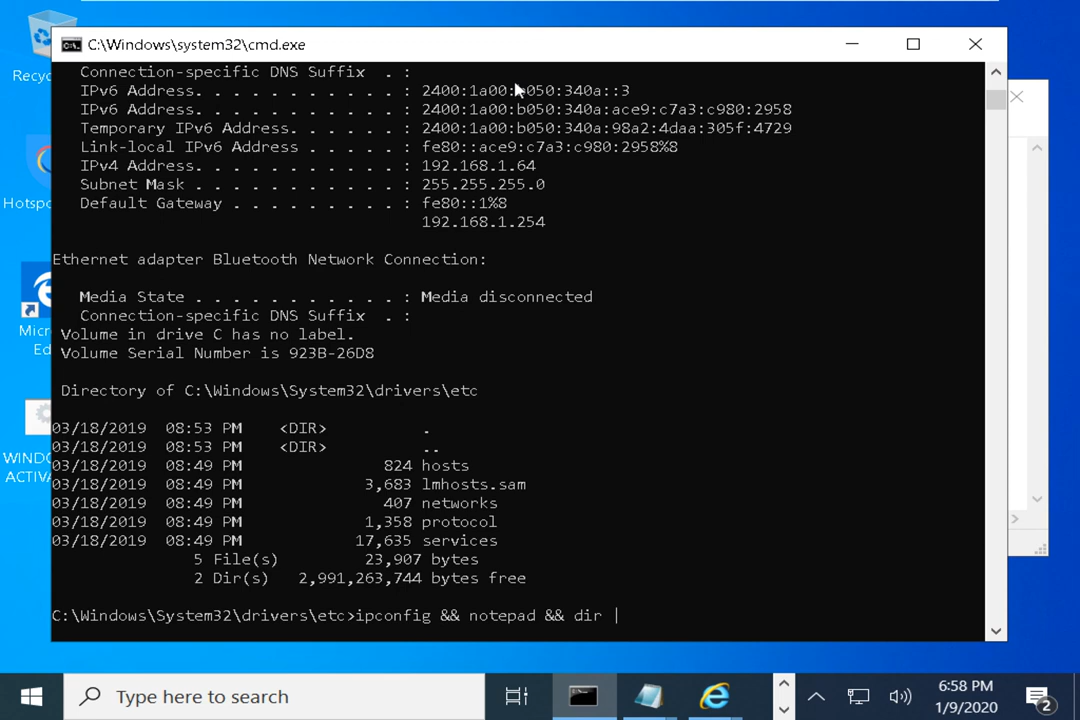 C:\Windows\system32\cmd.exe
Connection-specific DNS Suffix . :
IPv6 Address. . . . . . . . . . . : 2400:1a00:b050:340a::3
IPv6 Address. . . . . . . . . . . : 2400:1a00:b050:340a:ace9:c7a3:c980:2958
Temporary IPv6 Address. . . . . . : 2400:1a00:b050:340a:98a2:4daa:305f:4729
Link-local IPv6 Address . . . . . : fe80::ace9:c7a3:c980:2958%8
IPv4 Address. . . . . . . . . . . : 192.168.1.64
Subnet Mask . . . . . . . . . . . : 255.255.255.0
Default Gateway . . . . . . . . . : fe80::1%8
192.168.1.254
Ethernet adapter Bluetooth Network Connection:
Media State . . . . . . . . . . . : Media disconnected
Connection-specific DNS Suffix . :
Volume in drive C has no label.
Volume Serial Number is 923B-26D8
Directory of C:\Windows\System32\drivers\etc
03/18/2019 08:53 PM <DIR> .
03/18/2019 08:53 PM <DIR> ..
03/18/2019 08:49 PM 824 hosts
03/18/2019 08:49 PM 3,683 lmhosts.sam
03/18/2019 08:49 PM 407 networks
03/18/2019 08:49 PM 1,358 protocol
03/18/2019 08:49 PM 17,635 services
5 File(s) 23,907 bytes
2 Dir(s) 2,991,263,744 bytes free
C:\Windows\System32\drivers\etc>ipconfig && notepad && dir
Recyc
Hotspo
Micr
Ed
WINDO
ACTIVA
Type here to search
6:58 PM
1/9/2020
2